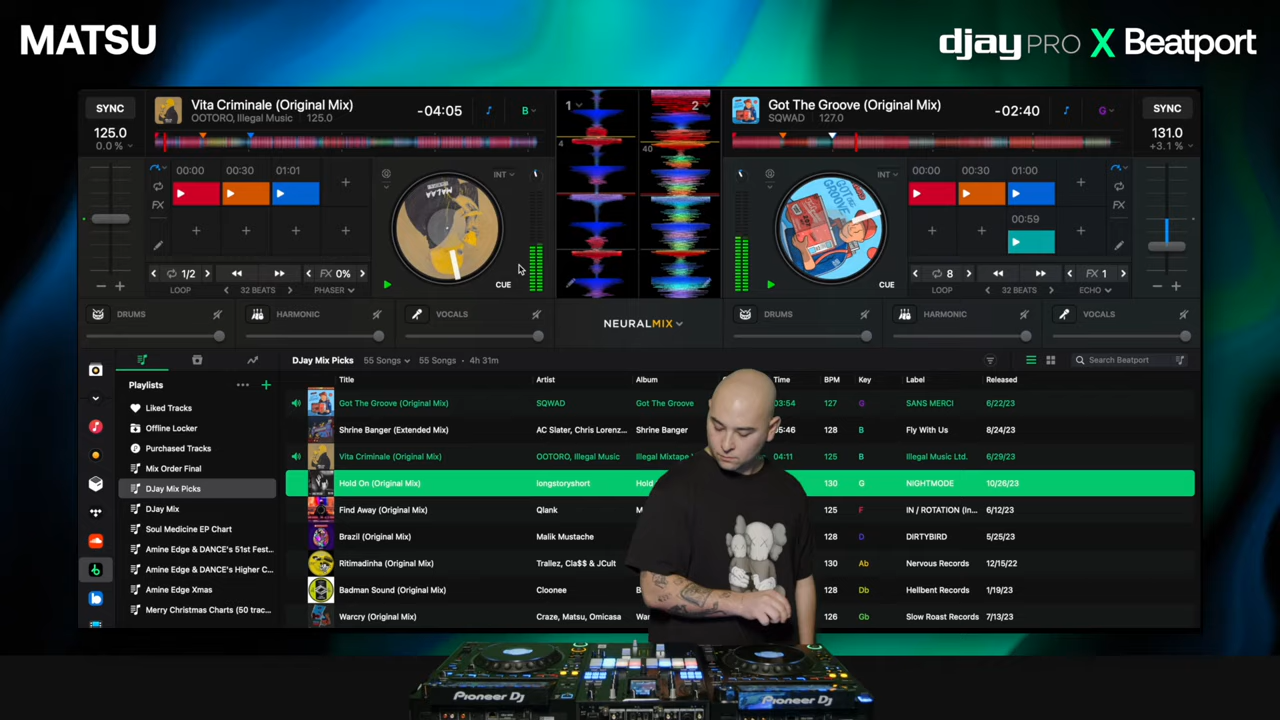 MATSU
djay PRO X Beatport
SYNC
Vita Criminale (Original Mix)
OOTORO, Illegal Music 125.0
-04:05
B
1
2
Got The Groove (Original Mix)
SQWAD 127.0
-02:40
G
SYNC
125.0
0.0 %
131.0
+3.1 %
40
00:00 00:30 01:01
INT
INT
00:00 00:30 01:00
FX
FX
00:59
1/2
FX 0%
CUE
CUE
8
FX 1
LOOP
32 BEATS
PHASER
LOOP
32 BEATS
ECHO
DRUMS
HARMONIC
VOCALS
NEURALMIX
DRUMS
HARMONIC
VOCALS
DJay Mix Picks 55 Songs 55 Songs • 4h 31m
Search Beatport
Playlists
Liked Tracks
Offline Locker
Purchased Tracks
Mix Order Final
DJay Mix Picks
DJay Mix
Soul Medicine EP Chart
Amine Edge & DANCE's 51st Fest...
Amine Edge & DANCE's Higher C...
Amine Edge Xmas
Merry Christmas Charts (50 trac...
Title Artist Album Time BPM Key Label Released
Got The Groove (Original Mix) SQWAD Got The Groove 03:54 127 G SANS MERCI 6/22/23
Shrine Banger (Extended Mix) AC Slater, Chris Lorenz... Shrine Banger 05:46 128 B Fly With Us 8/24/23
Vita Criminale (Original Mix) OOTORO, Illegal Music Illegal Mixtape 04:11 125 B Illegal Music Ltd. 6/29/23
Hold On (Original Mix) longstoryshort Hold 130 G NIGHTMODE 10/26/23
Find Away (Original Mix) Qlank 125 F IN / ROTATION (In... 6/12/23
Brazil (Original Mix) Malik Mustache 128 D DIRTYBIRD 5/25/23
Ritimadinha (Original Mix) Trallez, Cla$$ & JCult 130 Ab Nervous Records 12/15/22
Badman Sound (Original Mix) Cloonee 128 Db Hellbent Records 1/19/23
Warcry (Original Mix) Craze, Matsu, Omicasa 126 Gb Slow Roast Records 7/13/23
Pioneer Dj
Pioneer Dj